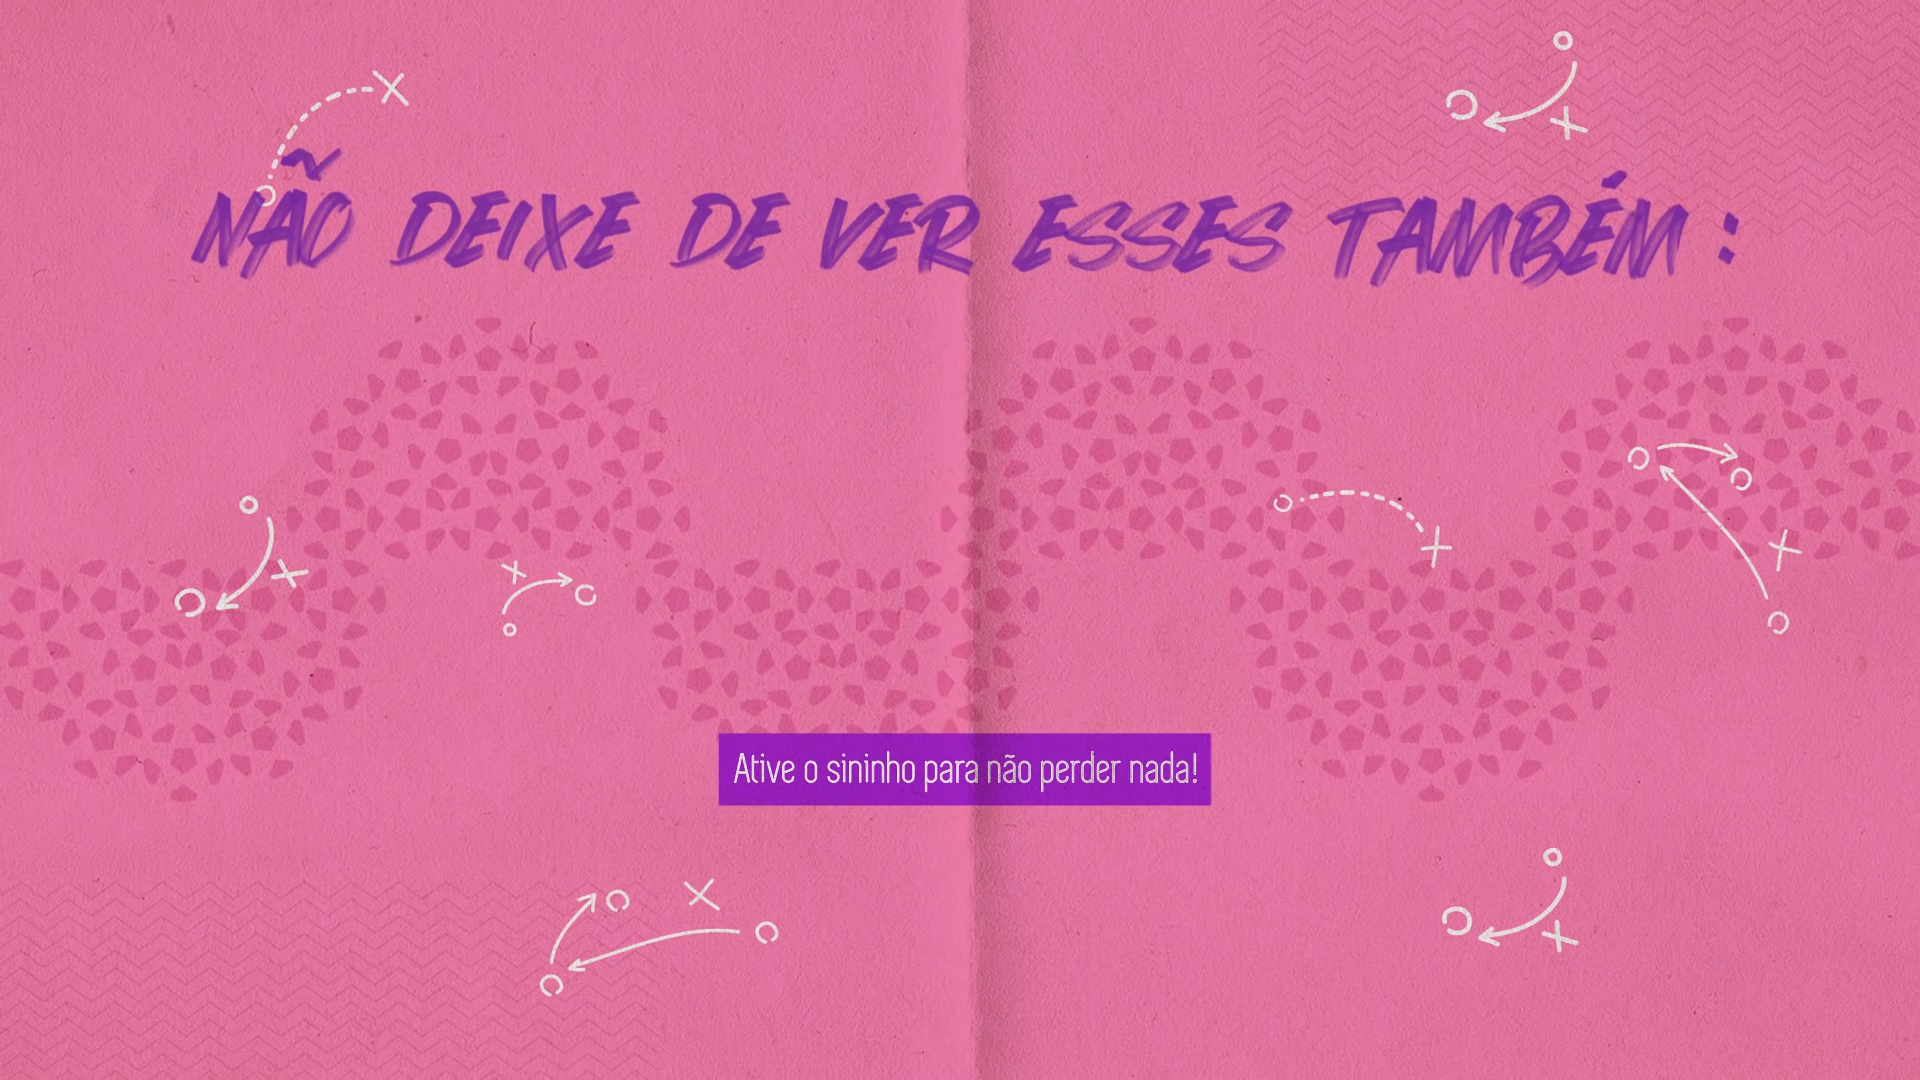 NÃO DEIXE DE VER ESSES TAMBÉM :
Ative o sininho para não perder nada!